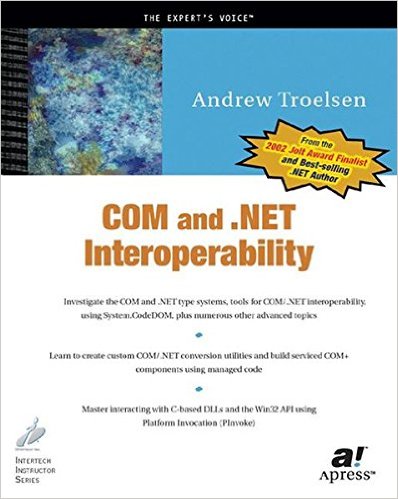 THE EXPERT'S VOICE™
Andrew Troelsen
From the
2002 Jolt Award Finalist
and Best-selling
.NET Author
COM and .NET
Interoperability
Investigate the COM and .NET type systems, tools for COM/.NET interoperability,
using System.CodeDOM, plus numerous other advanced topics
Learn to create custom COM/.NET conversion utilities and build serviced COM+
components using managed code
Master interacting with C-based DLLs and the Win32 API using
Platform Invocation (PInvoke)
INTERTECH
INSTRUCTOR
SERIES
a!
Apress™